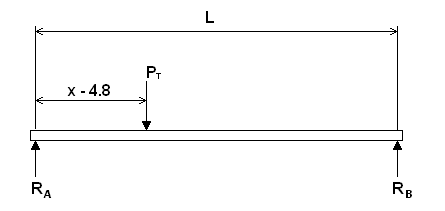 L
P_T
x - 4.8
R_A R_B